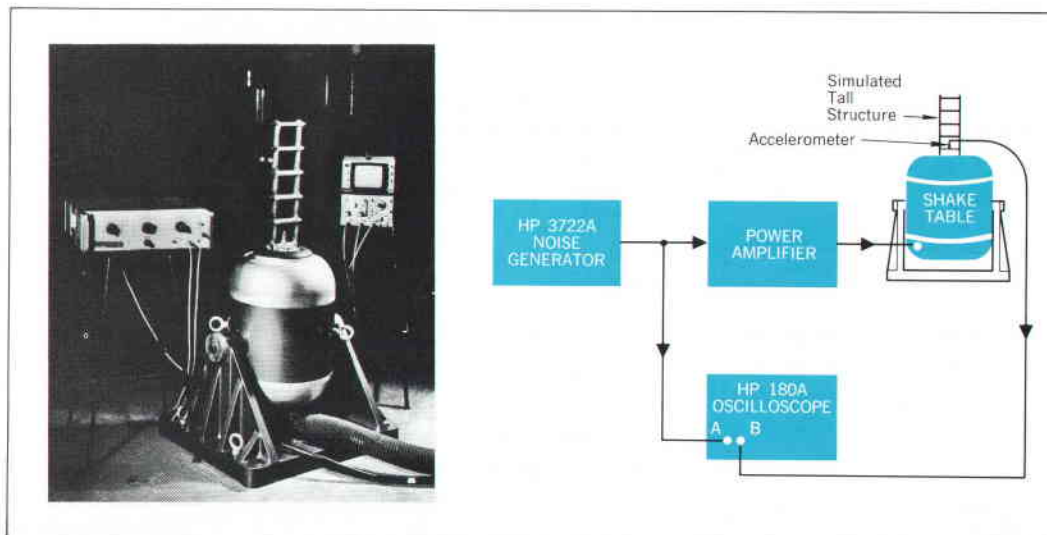 Simulated
Tall
Structure
Accelerometer
SHAKE
TABLE
HP 3722A
NOISE
GENERATOR
POWER
AMPLIFIER
HP 180A
OSCILLOSCOPE
A B